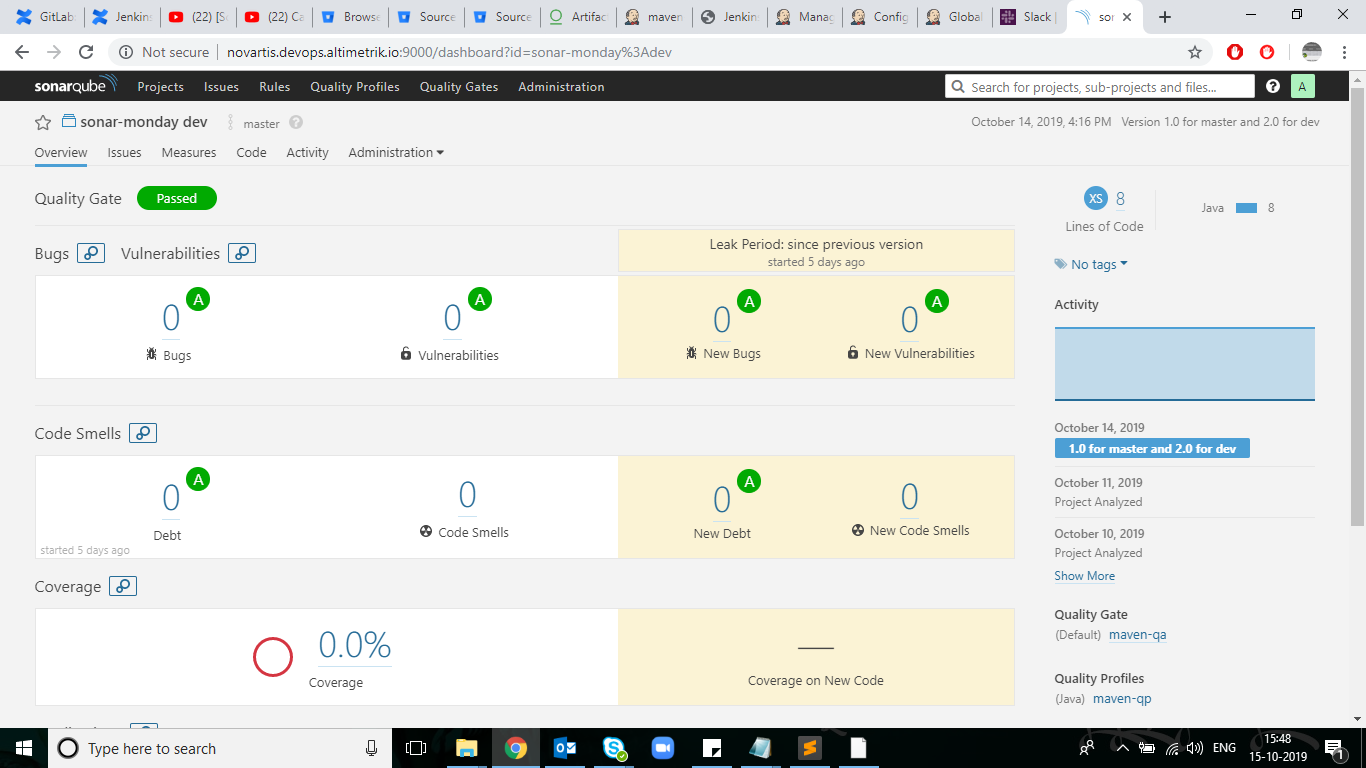 GitLab: Jenkins (22) [S (22) Ca Browse Source Source Artifac maven Jenkin Manag Config Global Slack | sor
Not secure | novartis.devops.altimetrik.io:9000/dashboard?id=sonar-monday%3Adev
sonarqube Projects Issues Rules Quality Profiles Quality Gates Administration Search for projects, sub-projects and files... ? A
sonar-monday dev master ? October 14, 2019, 4:16 PM Version 1.0 for master and 2.0 for dev
Overview Issues Measures Code Activity Administration
Quality Gate Passed
XS 8
Lines of Code
Java 8
No tags
Bugs Vulnerabilities
Leak Period: since previous version
started 5 days ago
0 A
Bugs
0 A
Vulnerabilities
0 A
New Bugs
0 A
New Vulnerabilities
Code Smells
0 A
Debt
started 5 days ago
0
Code Smells
0 A
New Debt
0
New Code Smells
Coverage
0.0%
Coverage
—
Coverage on New Code
Activity
October 14, 2019
1.0 for master and 2.0 for dev
October 11, 2019
Project Analyzed
October 10, 2019
Project Analyzed
Show More
Quality Gate
(Default) maven-qa
Quality Profiles
(Java) maven-qp
Type here to search
ENG
15:48
15-10-2019
1